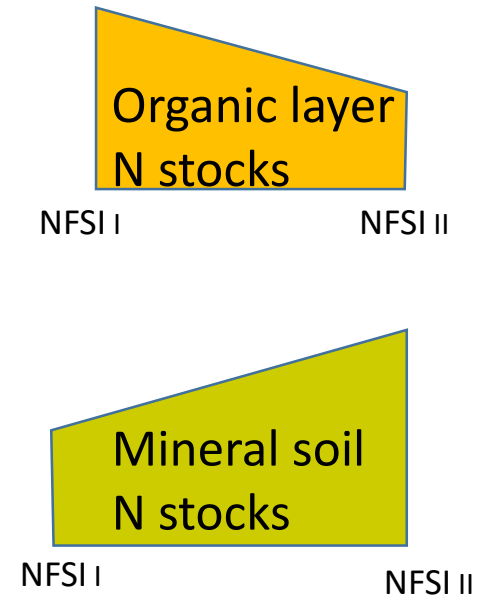 Organic layer
N stocks
NFSI I NFSI II
Mineral soil
N stocks
NFSI I NFSI II